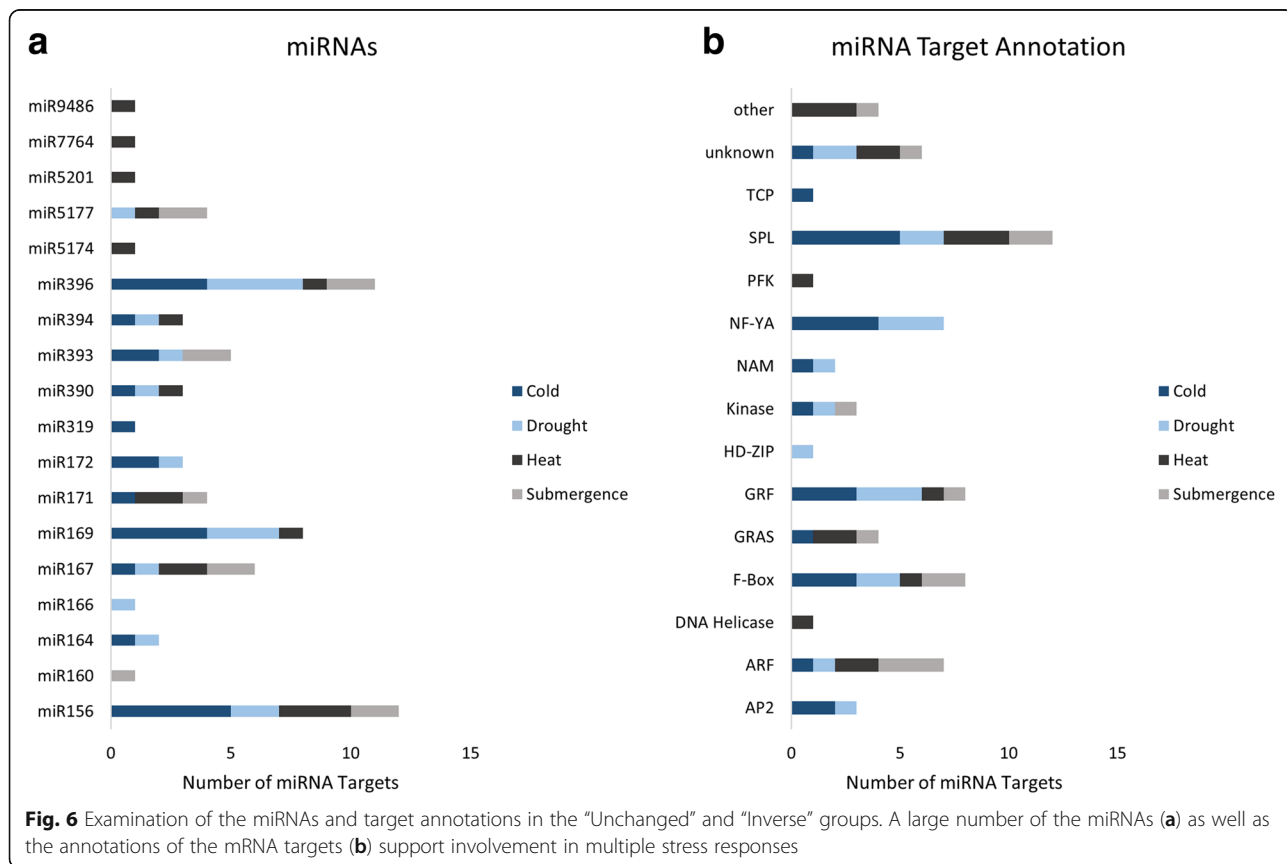 a
miRNAs
miR9486
miR7764
miR5201
miR5177
miR5174
miR396
miR394
miR393
miR390
miR319
miR172
miR171
miR169
miR167
miR166
miR164
miR160
miR156
Cold
Drought
Heat
Submergence
0 5 10 15
Number of miRNA Targets
b
miRNA Target Annotation
other
unknown
TCP
SPL
PFK
NF-YA
NAM
Kinase
HD-ZIP
GRF
GRAS
F-Box
DNA Helicase
ARF
AP2
Cold
Drought
Heat
Submergence
0 5 10 15
Number of miRNA Targets
Fig. 6 Examination of the miRNAs and target annotations in the “Unchanged” and “Inverse” groups. A large number of the miRNAs (a) as well as
the annotations of the mRNA targets (b) support involvement in multiple stress responses